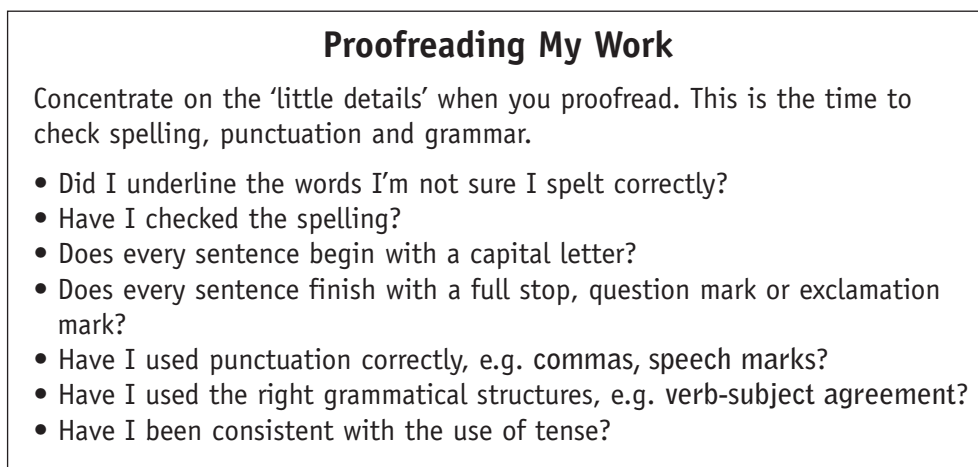 Proofreading My Work
Concentrate on the ‘little details’ when you proofread. This is the time to
check spelling, punctuation and grammar.
• Did I underline the words I’m not sure I spelt correctly?
• Have I checked the spelling?
• Does every sentence begin with a capital letter?
• Does every sentence finish with a full stop, question mark or exclamation
mark?
• Have I used punctuation correctly, e.g. commas, speech marks?
• Have I used the right grammatical structures, e.g. verb-subject agreement?
• Have I been consistent with the use of tense?